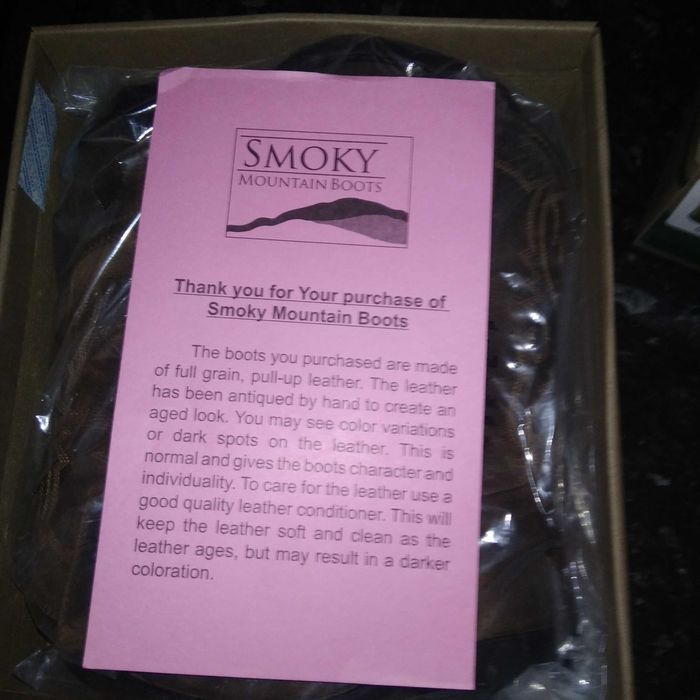 SMOKY
MOUNTAIN BOOTS
Thank you for Your purchase of
Smoky Mountain Boots
The boots you purchased are made
of full grain, pull-up leather. The leather
has been antiqued by hand to create an
aged look. You may see color variations
or dark spots on the leather. This is
normal and gives the boots character and
individuality. To care for the leather use a
good quality leather conditioner. This will
keep the leather soft and clean as the
leather ages, but may result in a darker
coloration.